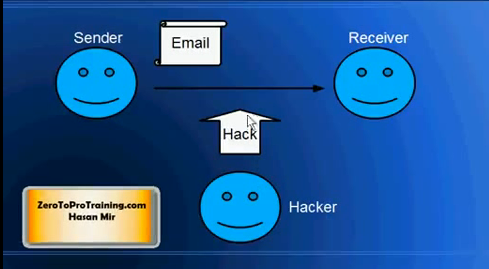 Sender
Email
Receiver
Hack
Hacker
ZeroToProTraining.com
Hasan Mir